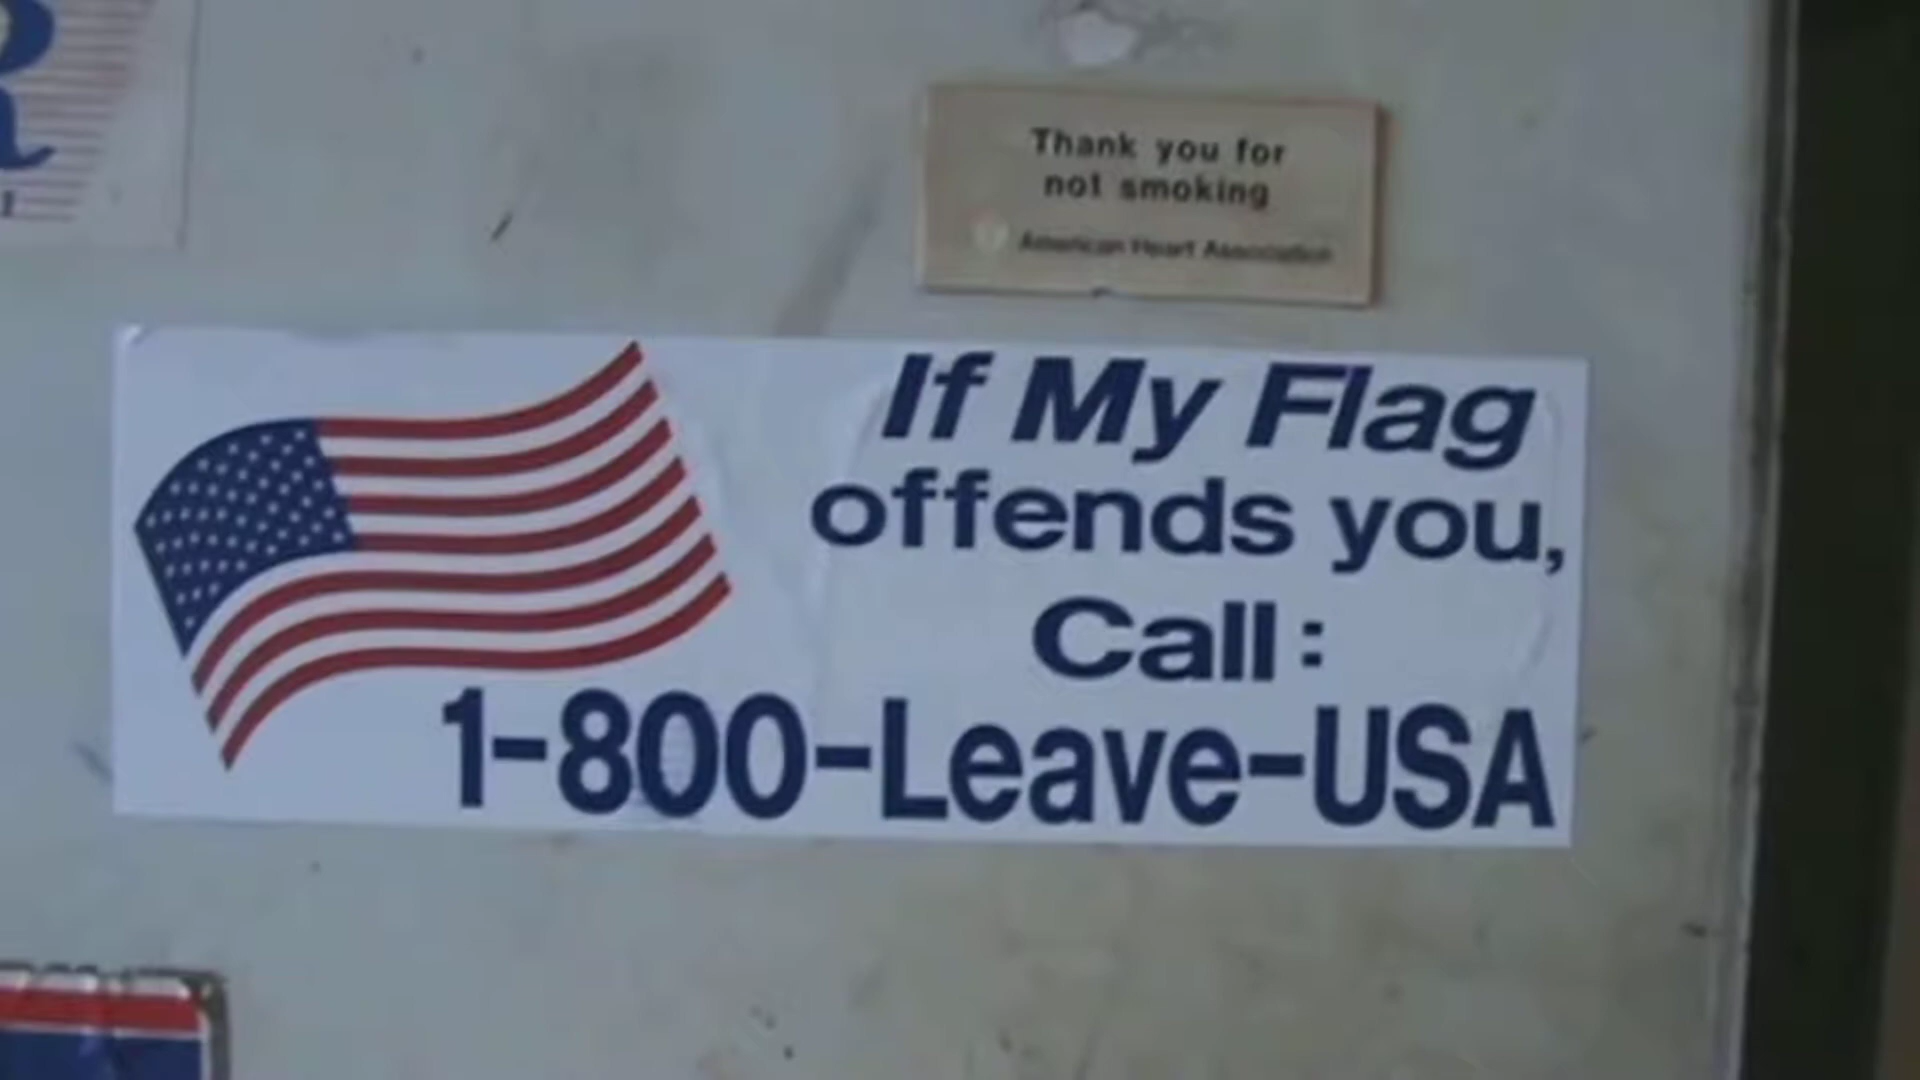 R
Thank you for
not smoking
American Heart Association
If My Flag
offends you,
Call:
1-800-Leave-USA